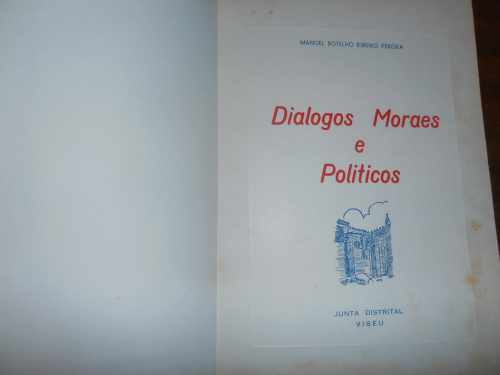 MANOEL BOTELHO RIBEIRO PEREIRA
Dialogos Moraes
e
Politicos
JUNTA DISTRITAL
VISEU